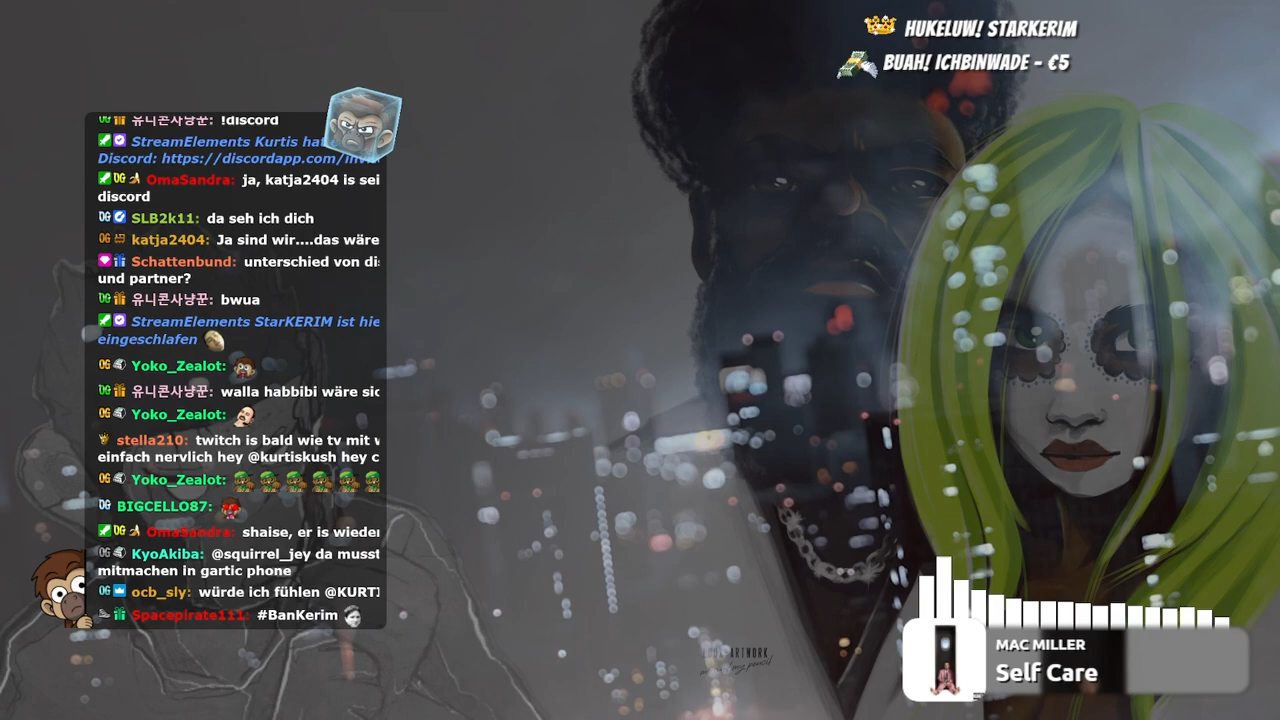 HUKELUW! STARKERIM
BUAH! ICHBINWADE - €5
유니콘사냥꾼: !discord
StreamElements Kurtis hat
Discord: https://discordapp.com/invi
OmaSandra: ja, katja2404 is sei
discord
SLB2k11: da seh ich dich
katja2404: Ja sind wir....das wäre
Schattenbund: unterschied von dis
und partner?
유니콘사냥꾼: bwua
StreamElements StarKERIM ist hie
eingeschlafen
Yoko_Zealot:
유니콘사냥꾼: walla habbibi wäre sic
Yoko_Zealot:
stella210: twitch is bald wie tv mit
einfach nervlich hey @kurtiskush hey
Yoko_Zealot:
BIGCELLO87:
OmaSandra: shaise, er is wieder
KyoAkiba: @squirrel_jey da musst
mitmachen in gartic phone
ocb_sly: würde ich fühlen @KURTI
Spacepirate111: #BanKerim
ARTWORK
MAC MILLER
Self Care